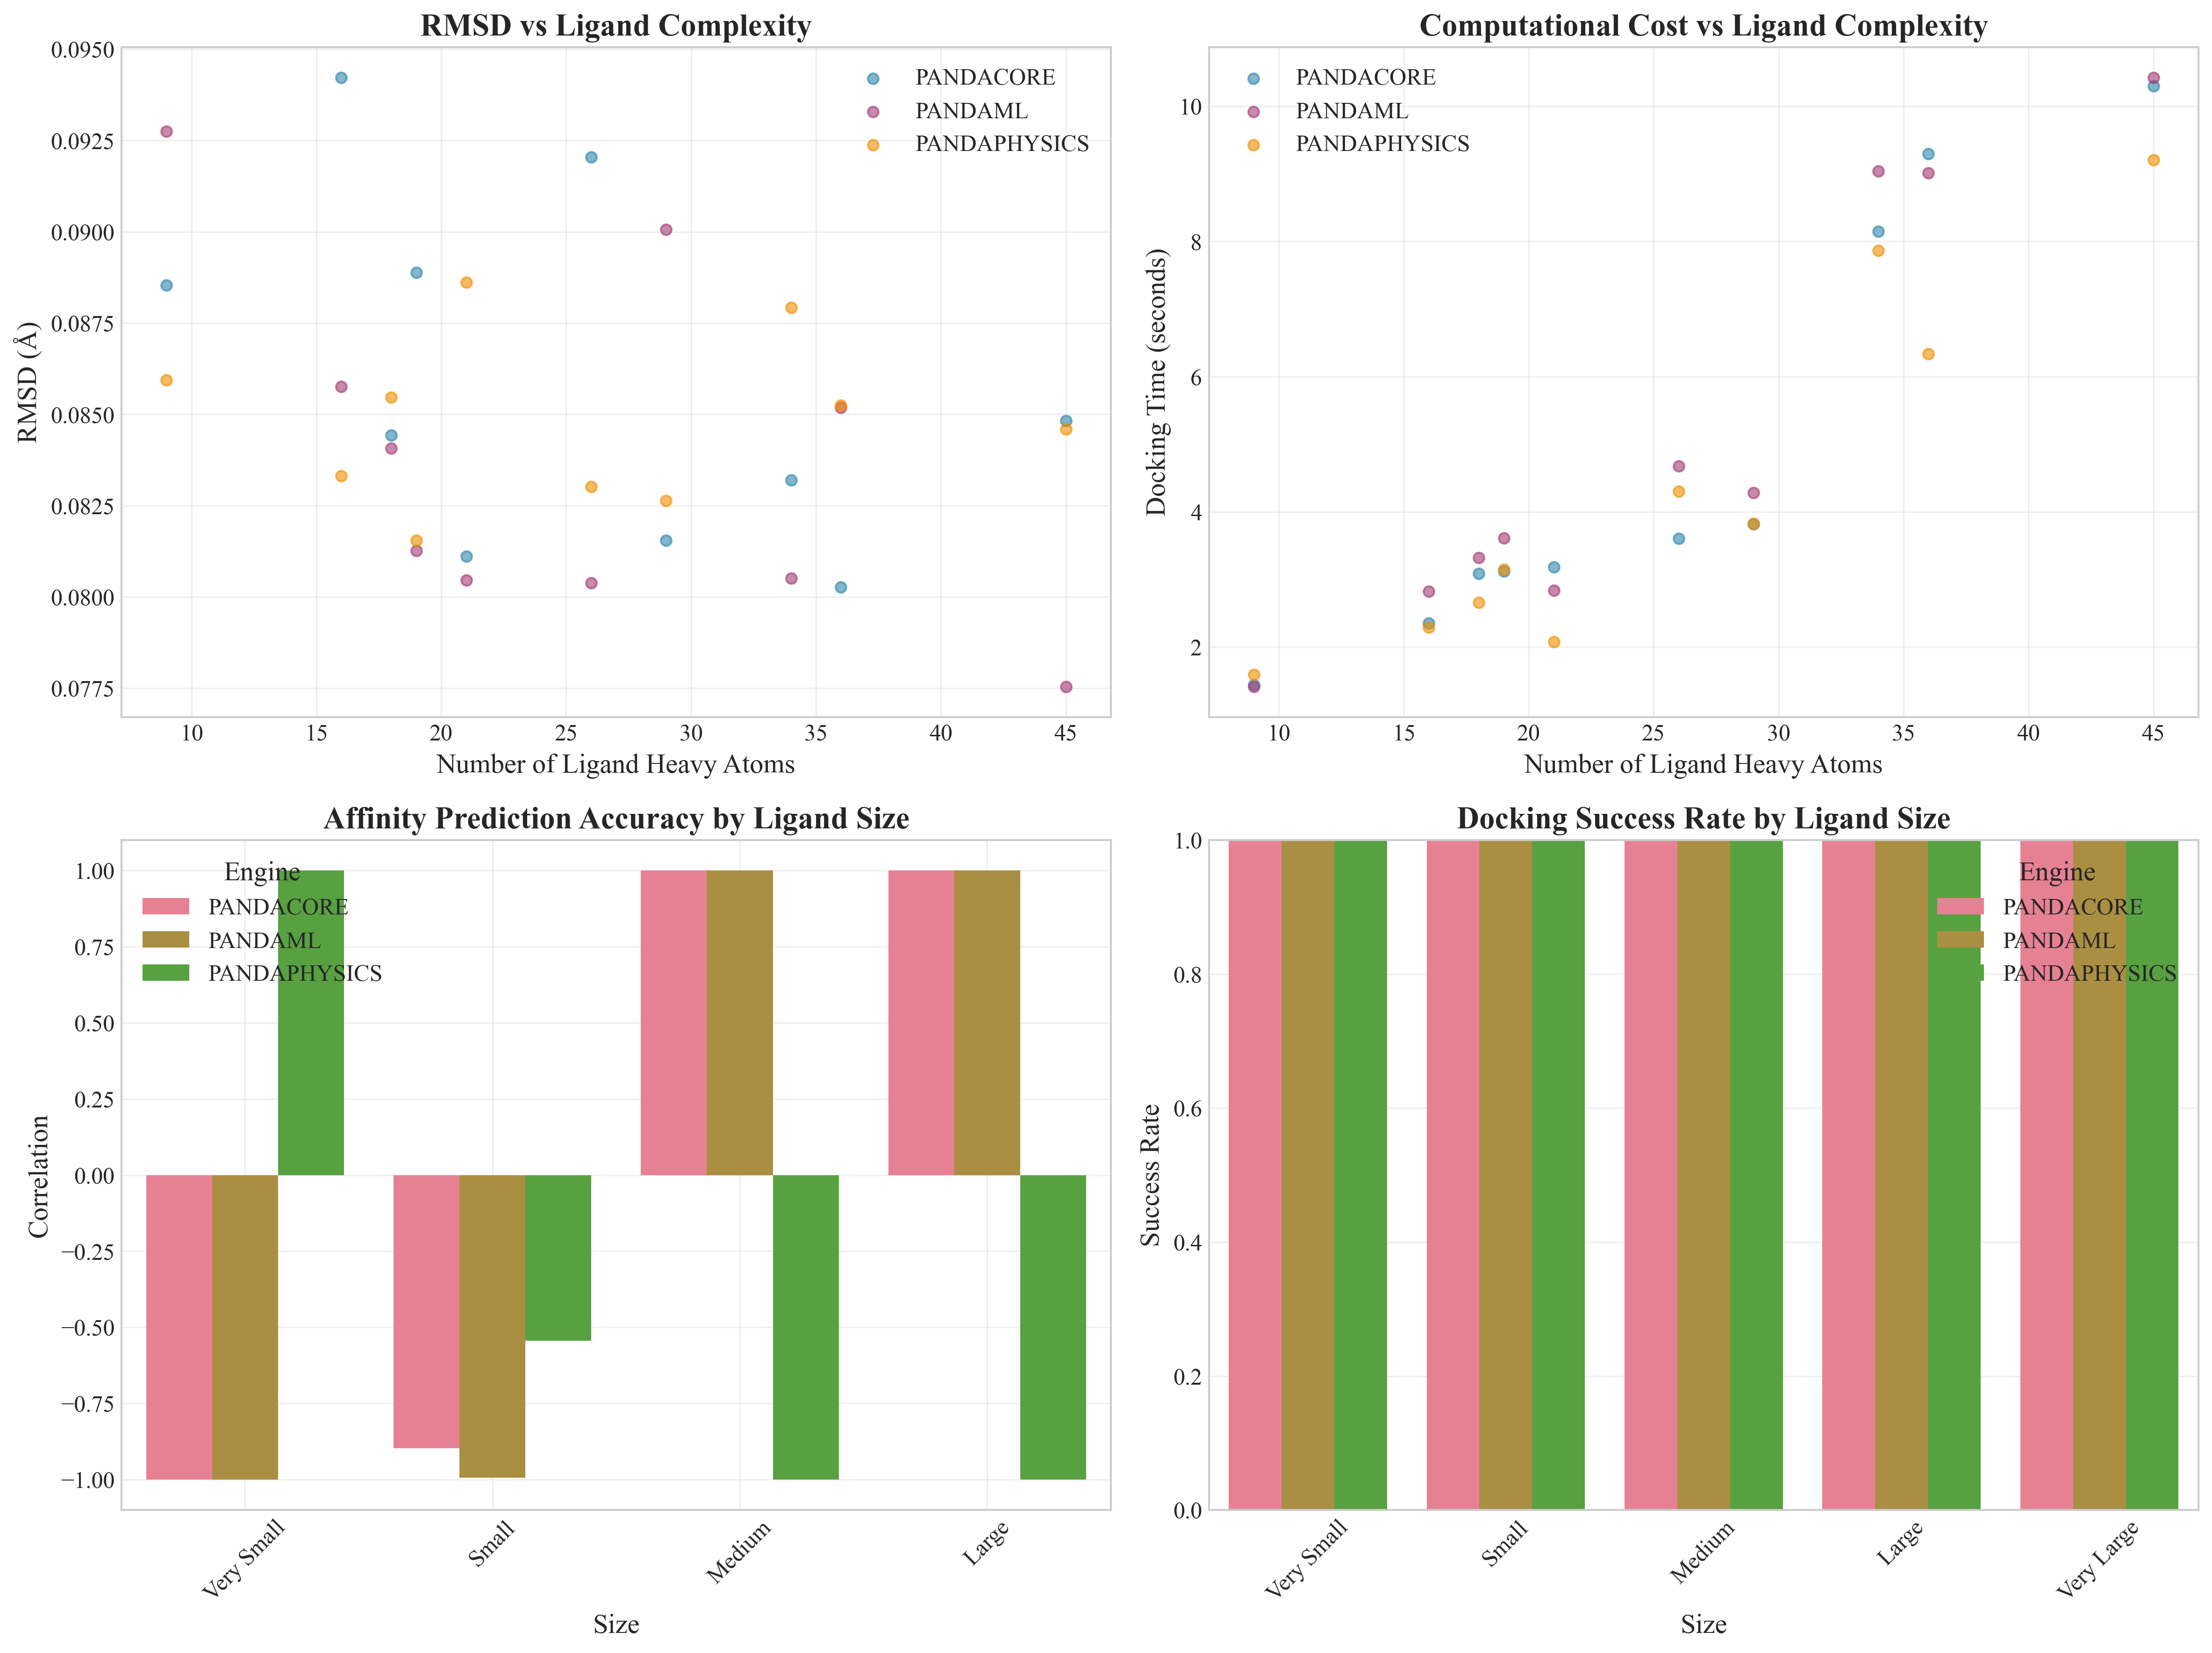 RMSD vs Ligand Complexity
0.0950
0.0925
0.0900
0.0875
0.0850
0.0825
0.0800
0.0775
RMSD (Å)
PANDACORE
PANDAML
PANDAPHYSICS
10 15 20 25 30 35 40 45
Number of Ligand Heavy Atoms
Computational Cost vs Ligand Complexity
10
8
6
4
2
Docking Time (seconds)
PANDACORE
PANDAML
PANDAPHYSICS
10 15 20 25 30 35 40 45
Number of Ligand Heavy Atoms
Affinity Prediction Accuracy by Ligand Size
1.00
0.75
0.50
0.25
0.00
−0.25
−0.50
−0.75
−1.00
Correlation
Engine
PANDACORE
PANDAML
PANDAPHYSICS
Very Small Small Medium Large
Size
Docking Success Rate by Ligand Size
1.0
0.8
0.6
0.4
0.2
0.0
Success Rate
Engine
PANDACORE
PANDAML
PANDAPHYSICS
Very Small Small Medium Large Very Large
Size